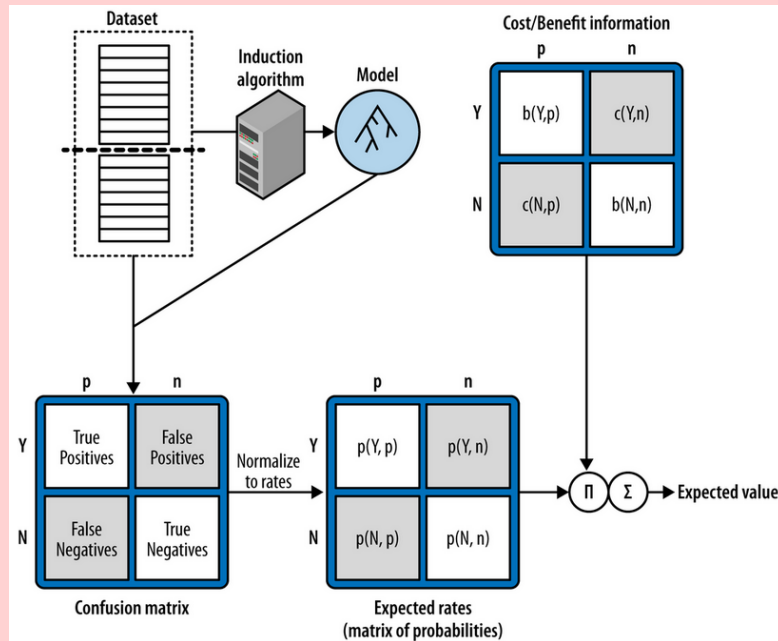 Dataset
Induction
algorithm
Model
Cost/Benefit information
p n
Y b(Y,p) c(Y,n)
N c(N,p) b(N,n)
p n
Y True
Positives
False
Positives
N False
Negatives
True
Negatives
Confusion matrix
Normalize
to rates
p n
Y p(Y, p) p(Y, n)
N p(N, p) p(N, n)
Expected rates
(matrix of probabilities)
Π Σ Expected value